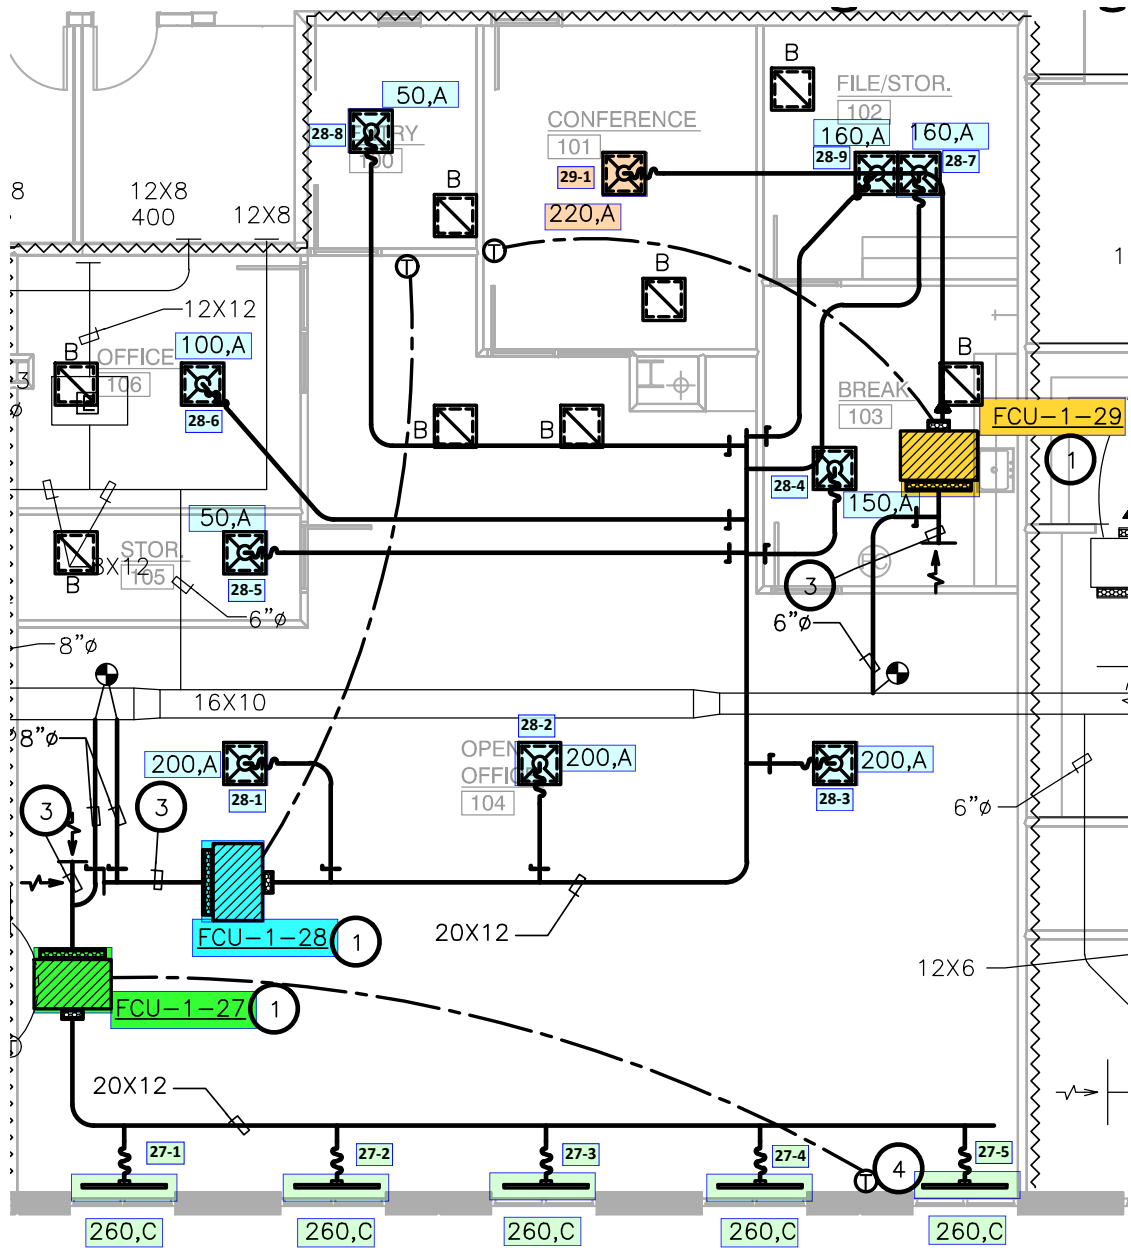 B
50,A
FILE/STOR.
102
CONFERENCE
101
28-8
160,A
160,A
28-9
28-7
29-1
220,A
B
8
12X8
400
12X8
B
T
T
B
1
12X12
100,A
B
OFFICE
106
28-6
3
B
BREAK
103
B
FCU-1-29
1
B
B
28-4
150,A
50,A
STOR.
105
B
8X12
28-5
3
6"ø
6"ø
8"ø
16X10
8"ø
28-2
OPEN
200,A
104
200,A
28-1
200,A
28-3
3
3
6"ø
FCU-1-28
1
20X12
12X6
FCU-1-27
1
20X12
27-1
27-2
27-3
27-4
27-5
4
T
260,C
260,C
260,C
260,C
260,C